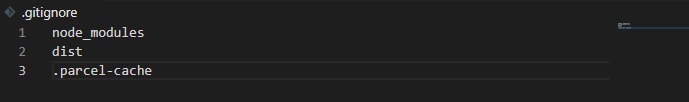 .gitignore
1 node_modules
2 dist
3 .parcel-cache